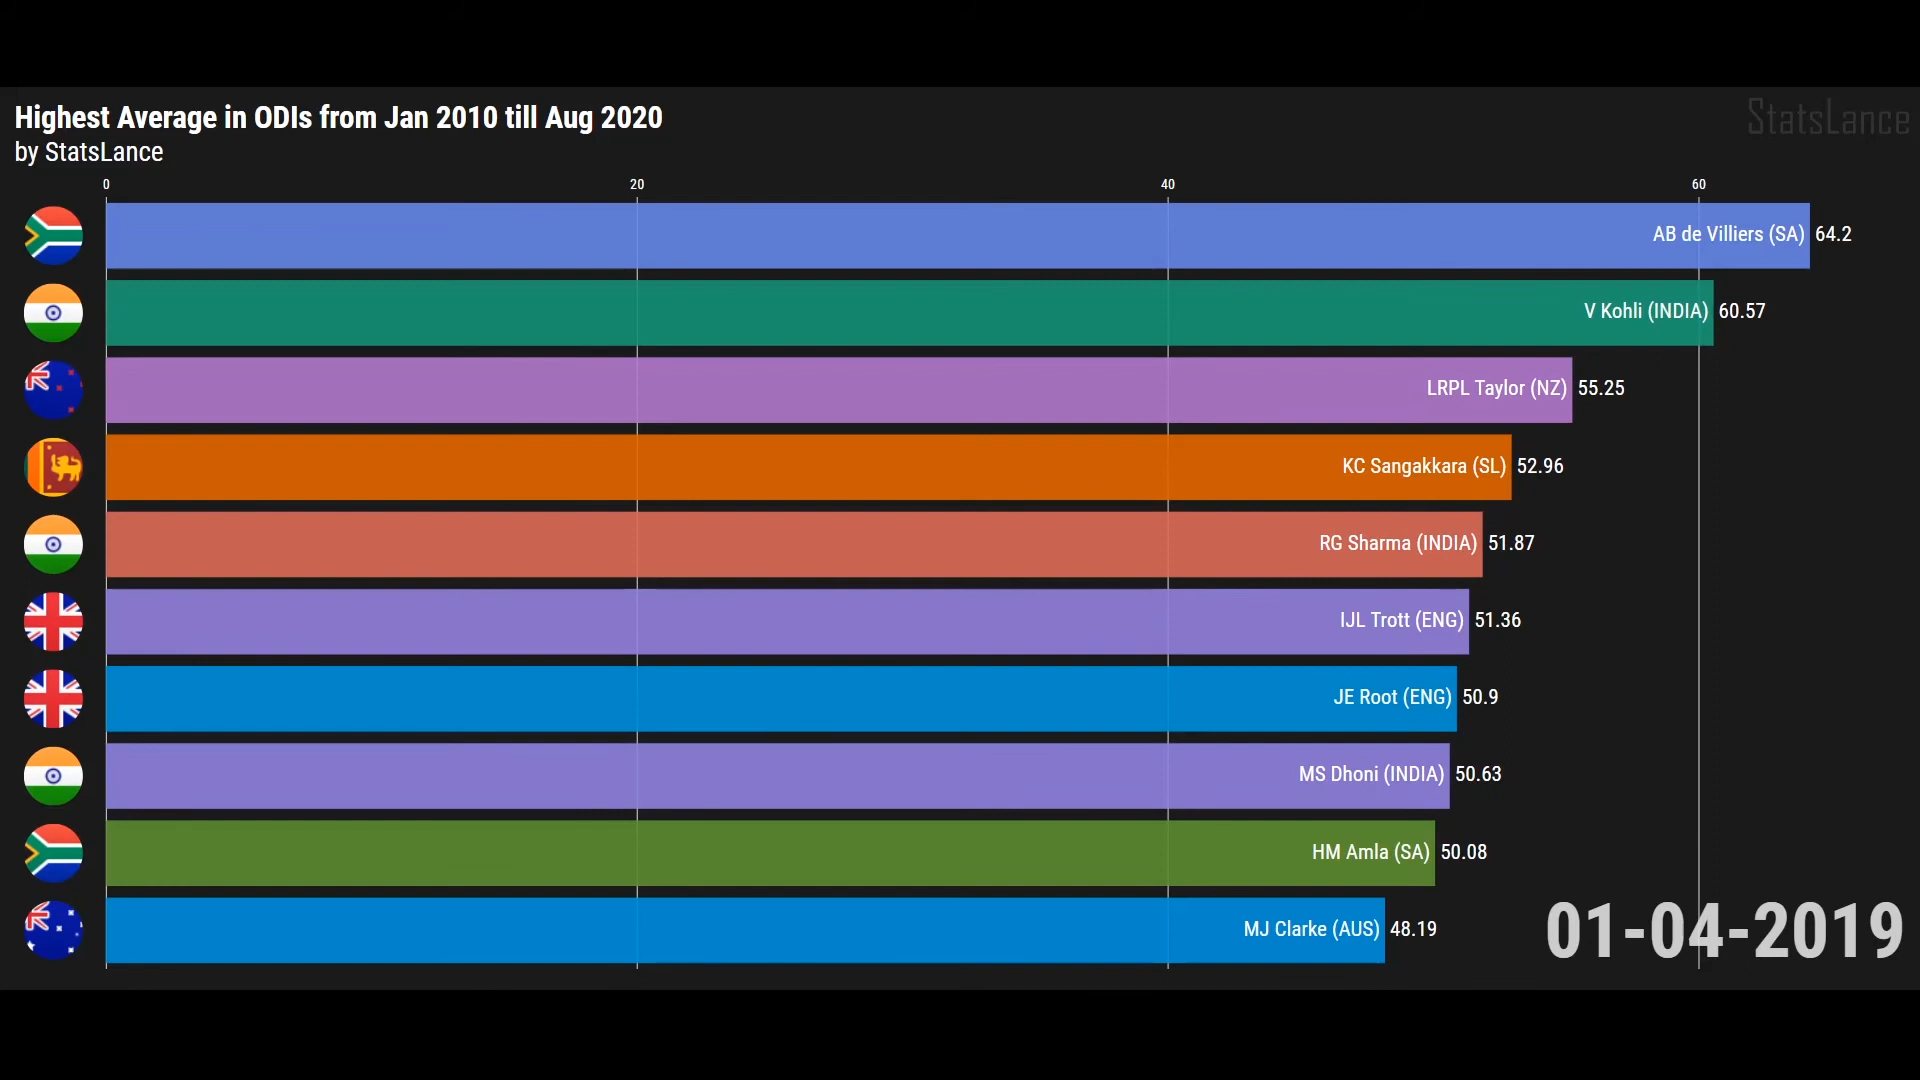 Highest Average in ODIs from Jan 2010 till Aug 2020
StatsLance
by StatsLance
0 20 40 60
AB de Villiers (SA) 64.2
V Kohli (INDIA) 60.57
LRPL Taylor (NZ) 55.25
KC Sangakkara (SL) 52.96
RG Sharma (INDIA) 51.87
IJL Trott (ENG) 51.36
JE Root (ENG) 50.9
MS Dhoni (INDIA) 50.63
HM Amla (SA) 50.08
MJ Clarke (AUS) 48.19
01-04-2019